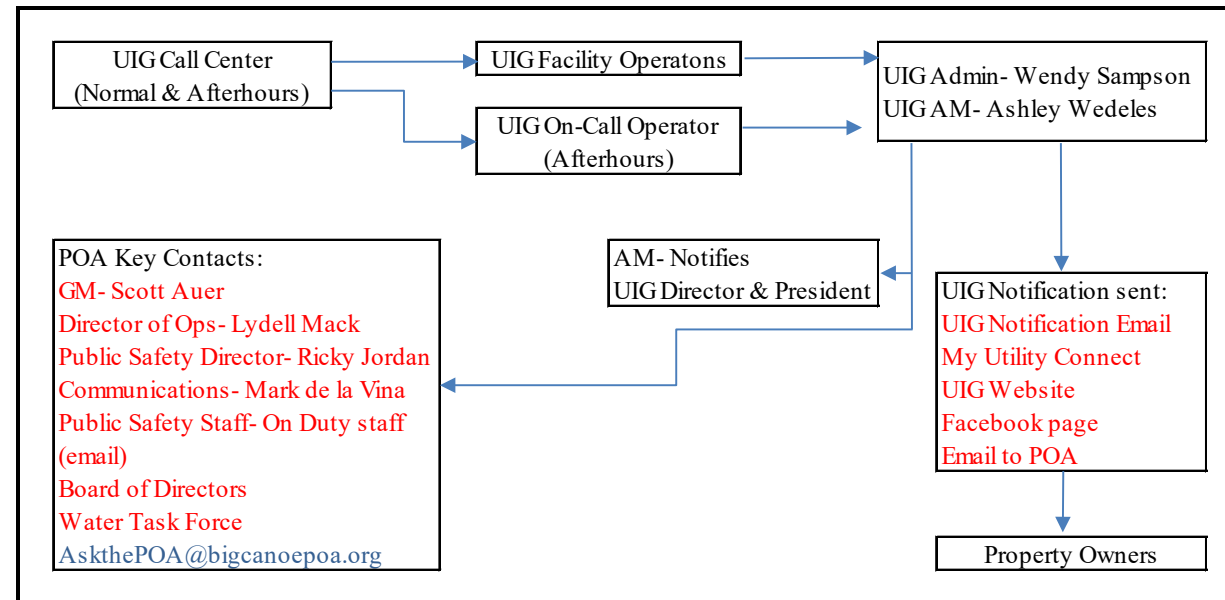 UIG Call Center
(Normal & Afterhours)
UIG Facility Operatons
UIG On-Call Operator
(Afterhours)
UIG Admin- Wendy Sampson
UIG AM- Ashley Wedeles
POA Key Contacts:
GM- Scott Auer
Director of Ops- Lydell Mack
Public Safety Director- Ricky Jordan
Communications- Mark de la Vina
Public Safety Staff- On Duty staff
(email)
Board of Directors
Water Task Force
AskthePOA@bigcanoepoa.org
AM- Notifies
UIG Director & President
UIG Notification sent:
UIG Notification Email
My Utility Connect
UIG Website
Facebook page
Email to POA
Property Owners